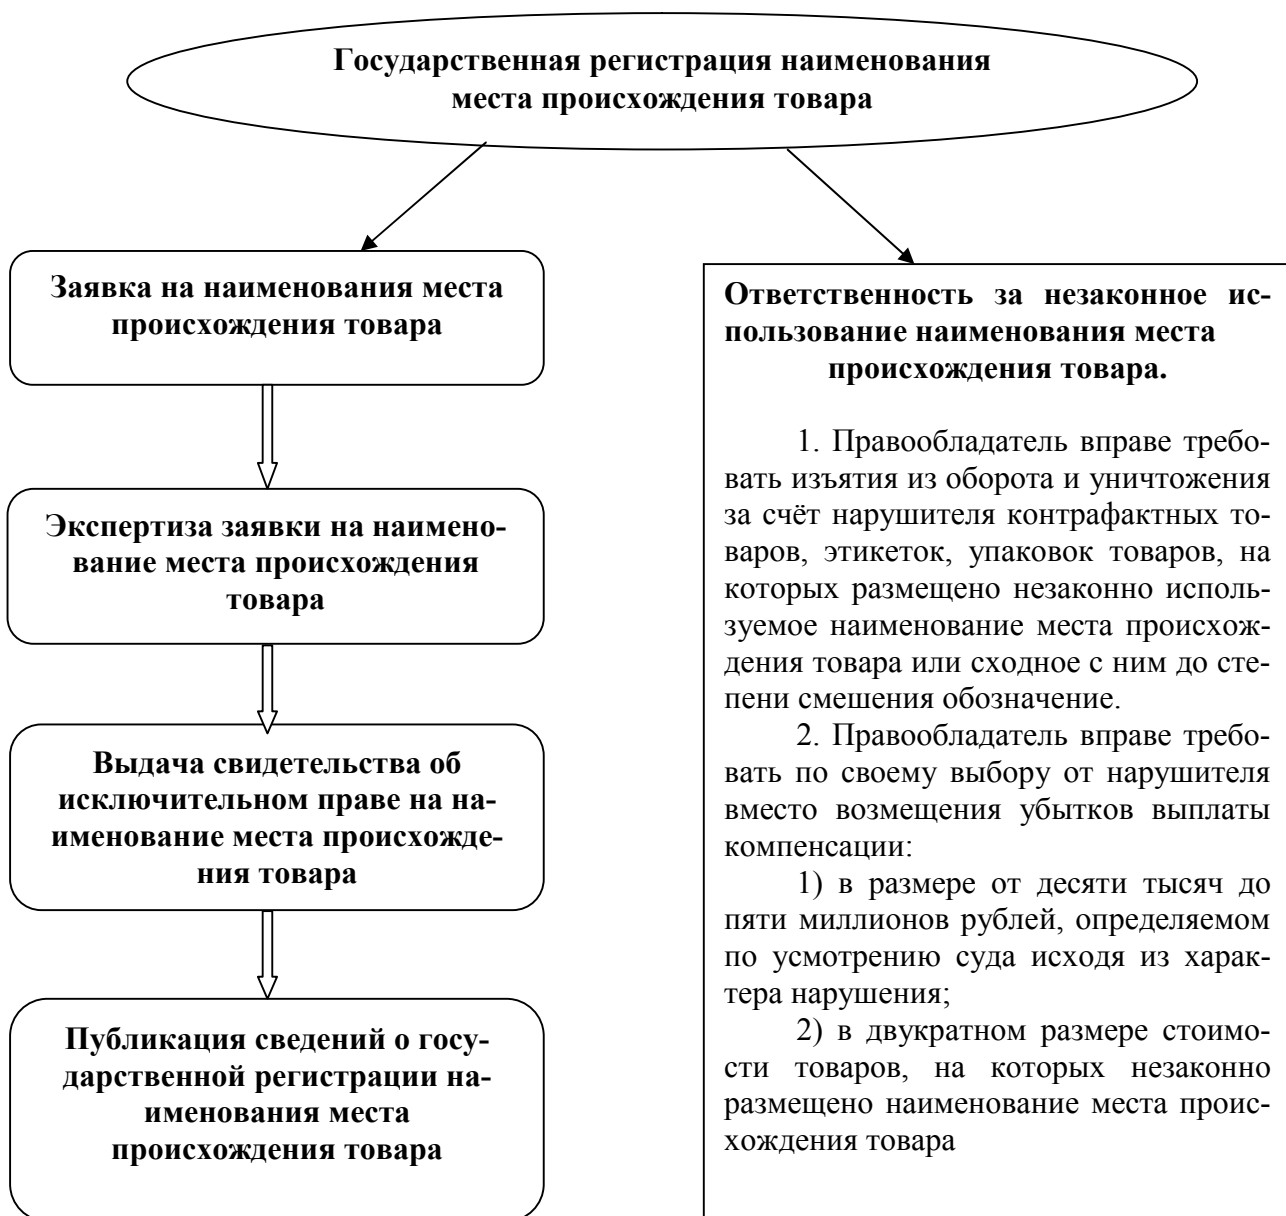 Государственная регистрация наименования
места происхождения товара
Заявка на наименования места
происхождения товара
Экспертиза заявки на наимено-
вание места происхождения
товара
Выдача свидетельства об
исключительном праве на на-
именование места происхожде-
ния товара
Публикация сведений о госу-
дарственной регистрации на-
именования места
происхождения товара
Ответственность за незаконное ис-
пользование наименования места
происхождения товара.
1. Правообладатель вправе требо-
вать изъятия из оборота и уничтожения
за счёт нарушителя контрафактных то-
варов, этикеток, упаковок товаров, на
которых размещено незаконно исполь-
зуемое наименование места происхож-
дения товара или сходное с ним до сте-
пени смешения обозначение.
2. Правообладатель вправе требо-
вать по своему выбору от нарушителя
вместо возмещения убытков выплаты
компенсации:
1) в размере от десяти тысяч до
пяти миллионов рублей, определяемом
по усмотрению суда исходя из харак-
тера нарушения;
2) в двукратном размере стоимо-
сти товаров, на которых незаконно
размещено наименование места проис-
хождения товара